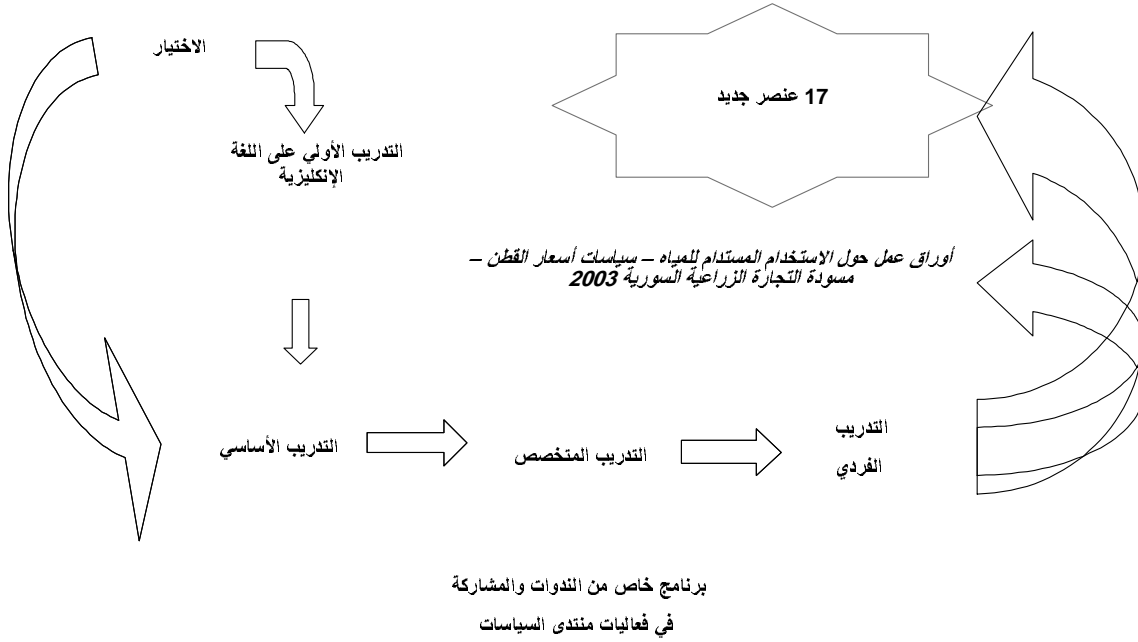 الاختيار
17 عنصر جديد
التدريب الأولي على اللغة
الإنكليزية
أوراق عمل حول الاستخدام المستدام للمياه – سياسات أسعار القطن –
مسودة التجارة الزراعية السورية 2003
التدريب الأساسي
التدريب المتخصص
التدريب
الفردي
برنامج خاص من الندوات والمشاركة
في فعاليات منتدى السياسات